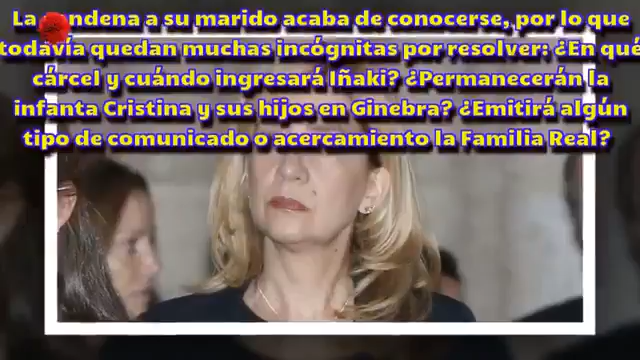 La condena a su marido acaba de conocerse, por lo que
todavía quedan muchas incógnitas por resolver: ¿En qué
cárcel y cuándo ingresará Iñaki? ¿Permanecerán la
infanta Cristina y sus hijos en Ginebra? ¿Emitirá algún
tipo de comunicado o acercamiento la Familia Real?